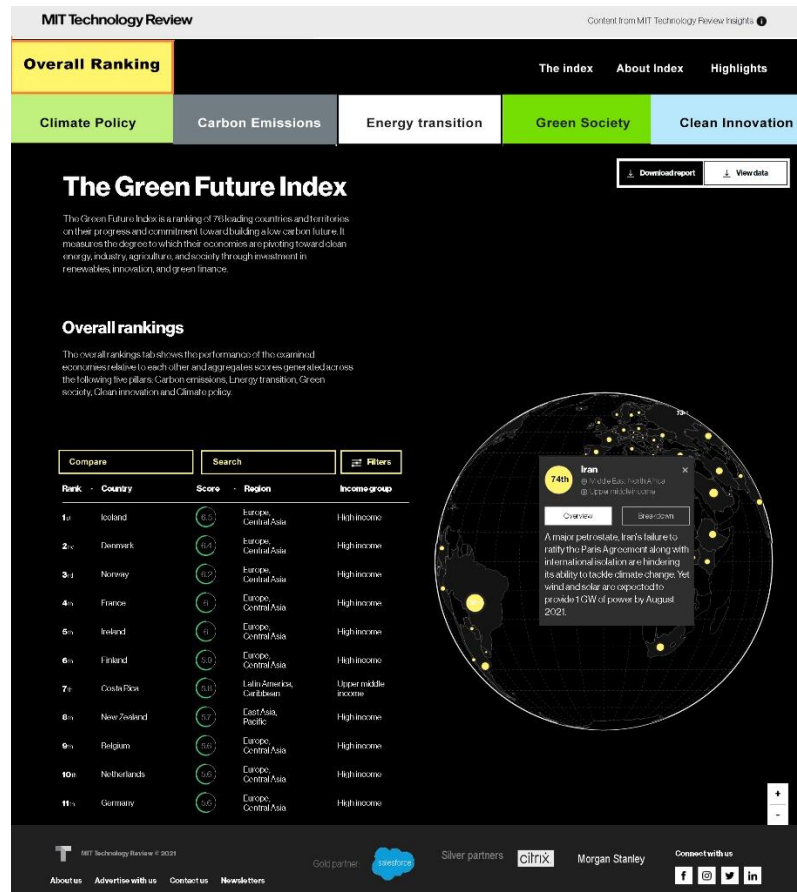 MIT Technology Review
Content from MIT Technology Review Insights
Overall Ranking
The index
About Index
Highlights
Climate Policy
Carbon Emissions
Energy transition
Green Society
Clean Innovation
Download report
View data
The Green Future Index
The Green Future Index is a ranking of 76 leading countries and territories
on their progress and commitment toward building a low carbon future. It
measures the degree to which their economies are pivoting toward clean
energy, industry, agriculture, and society through investment in
renewables, innovation, and green finance.
Overall rankings
The overall rankings tab shows the performance of the examined
economies relative to each other and aggregates scores generated across
the following five pillars: Carbon emissions, Energy transition, Green
society, Clean innovation and Climate policy.
Compare
Search
Filters
Rank
Country
Score
Region
Income group
1st Iceland 6.5 Europe, Central Asia High income
2nd Denmark 6.4 Europe, Central Asia High income
3rd Norway 6.2 Europe, Central Asia High income
4th France 6 Europe, Central Asia High income
5th Ireland 6 Europe, Central Asia High income
6th Finland Europe, Central Asia High income
7th Costa Rica Latin America, Caribbean Upper middle income
8th New Zealand 5.7 East Asia, Pacific High income
9th Belgium 5.6 Europe, Central Asia High income
10th Netherlands 5.6 Europe, Central Asia High income
11th Germany 5.6 Europe, Central Asia High income
74th
Iran
Middle East, North Africa
Upper middle income
Overview
Breakdown
A major petrostate, Iran's failure to
ratify the Paris Agreement along with
international isolation are hindering
its ability to tackle climate change. Yet
wind and solar are expected to
provide 1 GW of power by August
2021.
+
-
MIT Technology Review © 2021
About us
Advertise with us
Contact us
Newsletters
Gold partner:
salesforce
Silver partners
citrix
Morgan Stanley
Connect with us